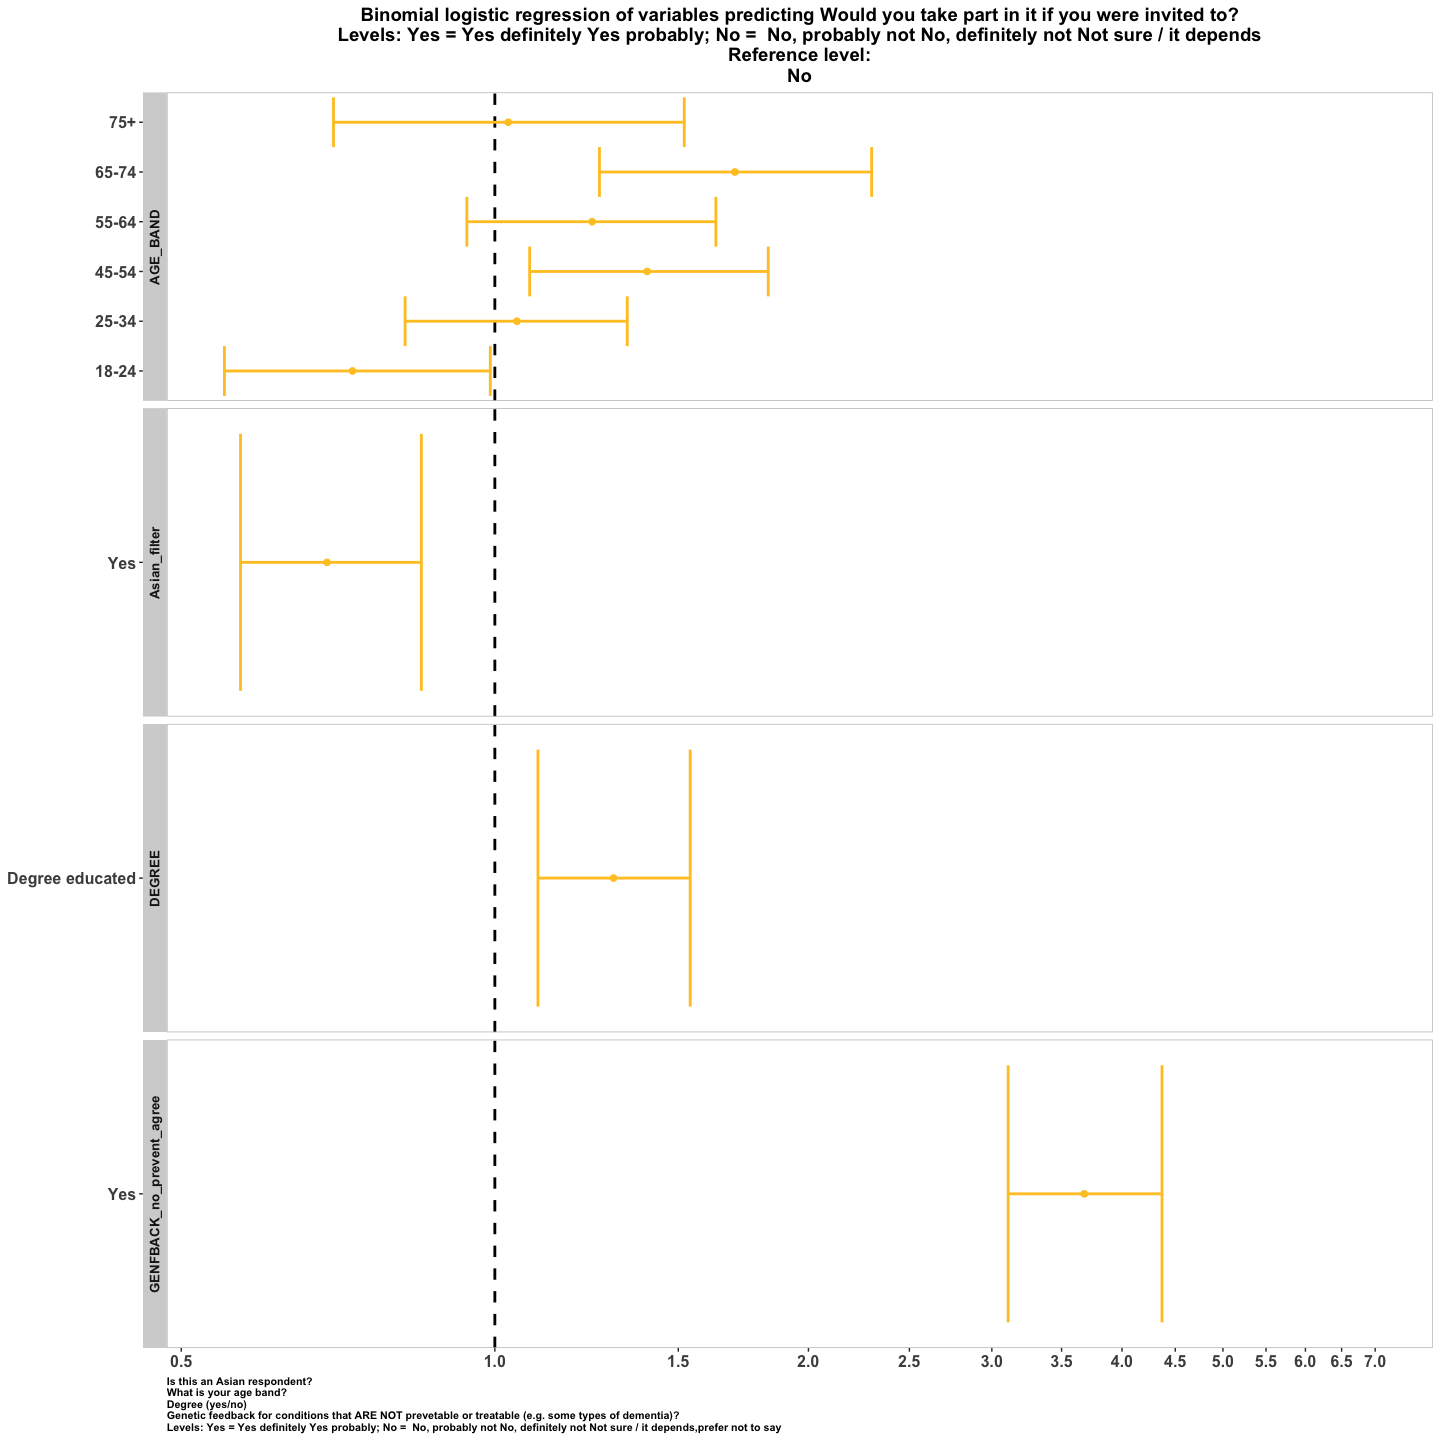 Binomial logistic regression of variables predicting Would you take part in it if you were invited to?
Levels: Yes = Yes definitely Yes probably; No =  No, probably not No, definitely not Not sure / it depends
Reference level:
No
AGE_BAND
75+
65-74
55-64
45-54
25-34
18-24
Asian_filter
Yes
DEGREE
Degree educated
GENFBACK_no_prevent_agree
Yes
0.5 1.0 1.5 2.0 2.5 3.0 3.5 4.0 4.5 5.0 5.5 6.0 6.5 7.0
Is this an Asian respondent?
What is your age band?
Degree (yes/no)
Genetic feedback for conditions that ARE NOT prevetable or treatable (e.g. some types of dementia)?
Levels: Yes = Yes definitely Yes probably; No =  No, probably not No, definitely not Not sure / it depends,prefer not to say